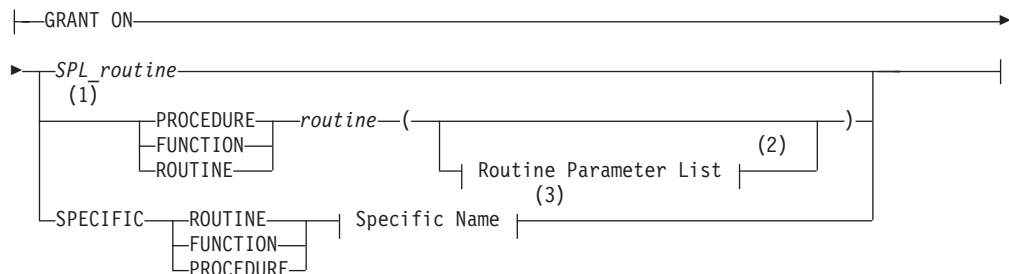 GRANT ON
SPL_routine
(1)
PROCEDURE routine ( )
FUNCTION
ROUTINE
(2)
Routine Parameter List
(3)
SPECIFIC ROUTINE Specific Name
FUNCTION
PROCEDURE